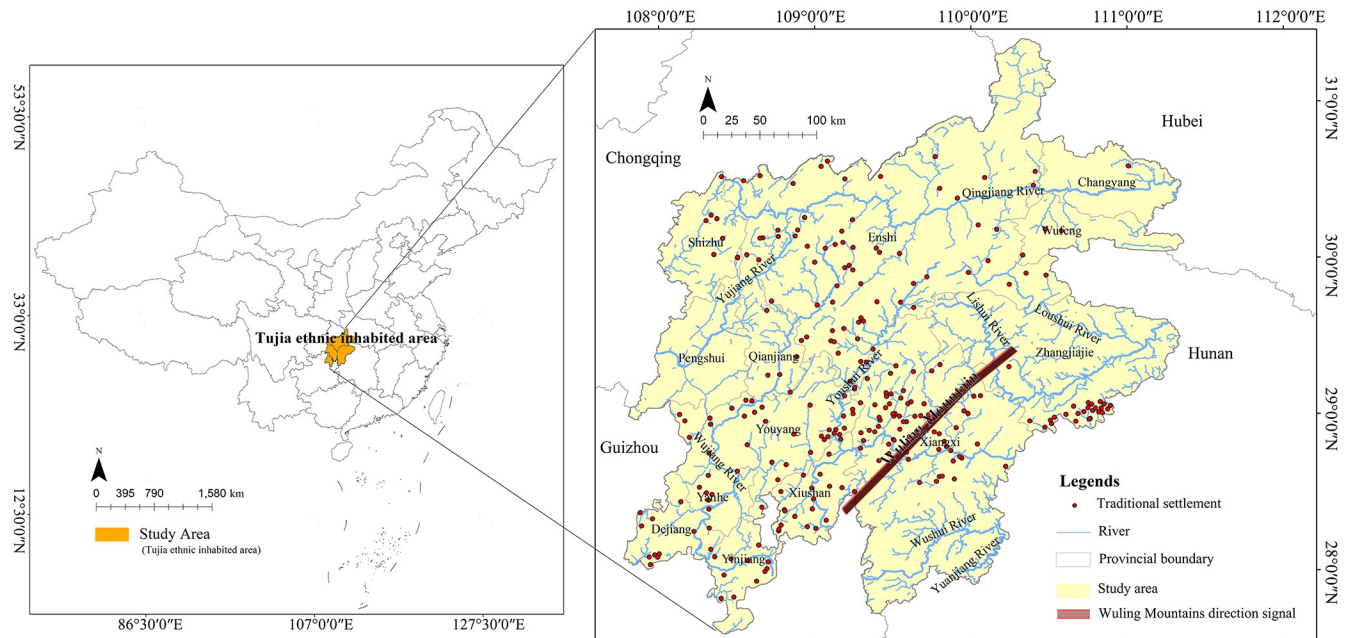 53°30′0″N
33°0′0″N
12°30′0″N
86°30′0″E
107°0′0″E
127°30′0″E
Tujia ethnic inhabited area
N
0 395 790 1,580 km
Study Area
(Tujia ethnic inhabited area)
108°0′0″E
109°0′0″E
110°0′0″E
111°0′0″E
112°0′0″E
31°0′0″N
30°0′0″N
29°0′0″N
28°0′0″N
N
0 25 50 100 km
Chongqing
Hubei
Hunan
Guizhou
Qingjiang River
Changyang
Wufeng
Shizhu
Enshi
Yujiang River
Lishui River
Loushui River
Zhangjiajie
Pengshui
Qianjiang
Youshui River
Wuling Mountain
Youyang
Xiangxi
Wujiang River
Yanhe
Xiushan
Dejiang
Yinjiang
Wushui River
Yuanjiang River
Legends
Traditional settlement
River
Provincial boundary
Study area
Wuling Mountains direction signal